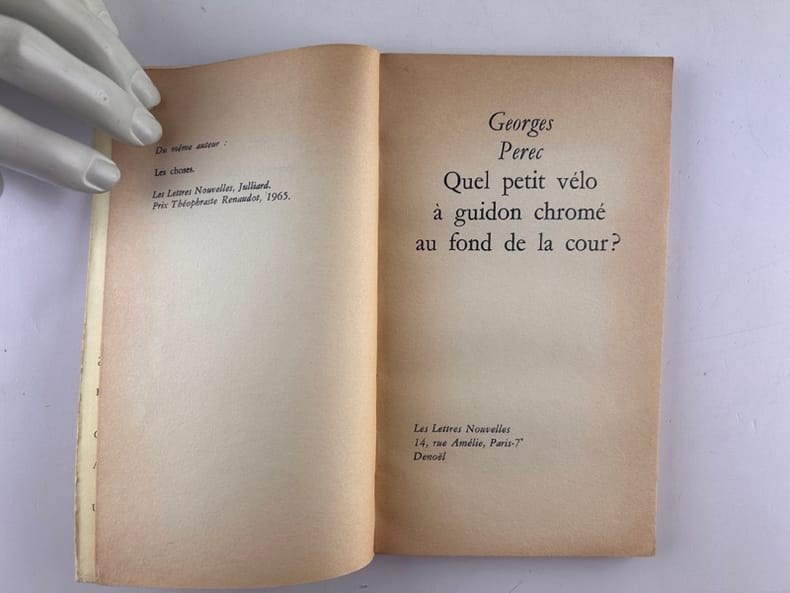 Du même auteur :
Les choses.
Les Lettres Nouvelles, Julliard.
Prix Théophraste Renaudot, 1965.
Georges
Perec
Quel petit vélo
à guidon chromé
au fond de la cour?
Les Lettres Nouvelles
14, rue Amélie, Paris-7ᵉ
Denoël